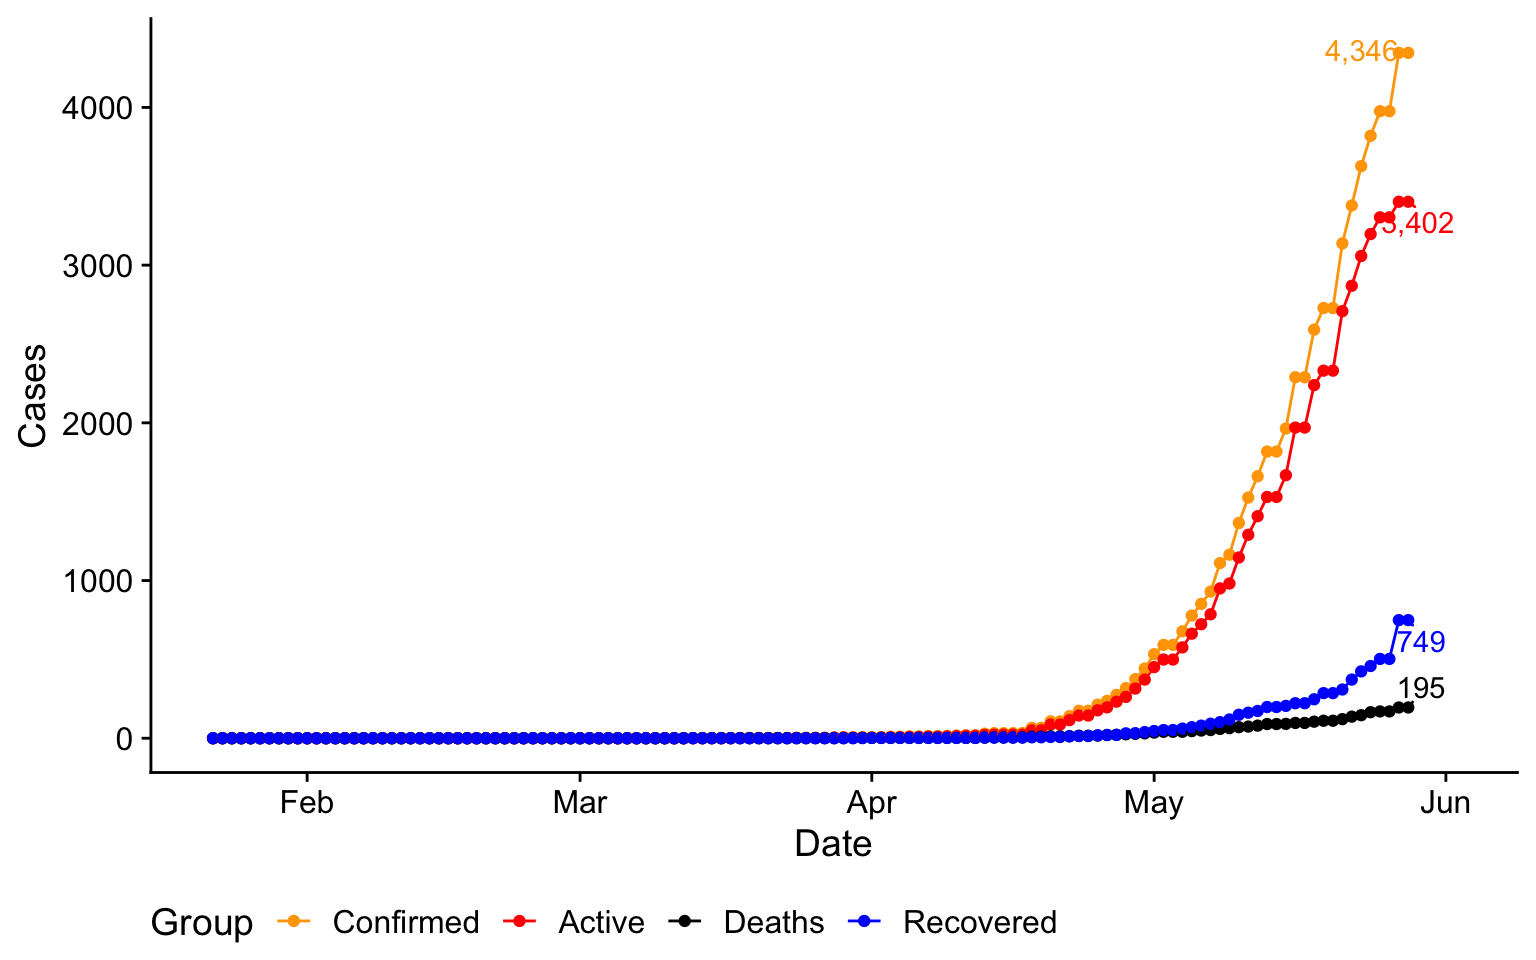 4,346
4000
3,402
3000
Cases
2000
1000
749
195
0
Feb Mar Apr May Jun
Date
Group Confirmed Active Deaths Recovered